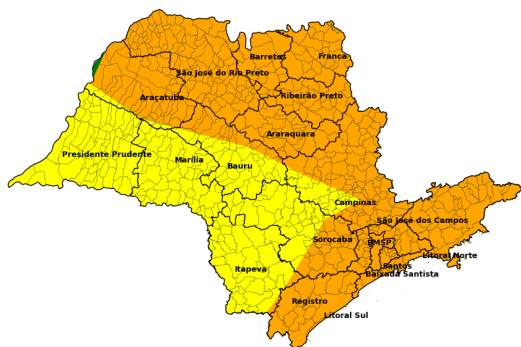 Barretos
Franca
São José do Rio Preto
Araçatuba
Ribeirão Preto
Araraquara
Presidente Prudente
Marília
Bauru
Campinas
São José dos Campos
Sorocaba
RMSP
Litoral Norte
Itapeva
Santos
Baixada Santista
Registro
Litoral Sul